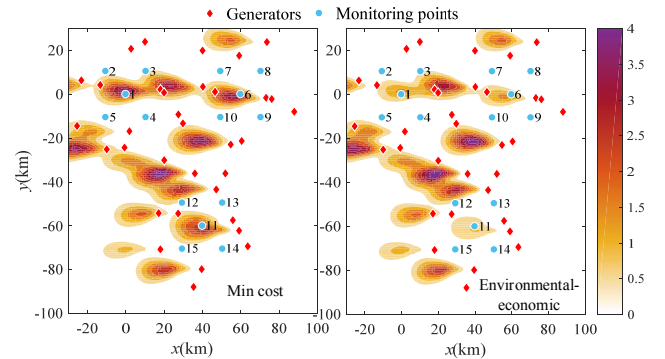 Generators Monitoring points
20
0
-20
-40
-60
-80
-100
y(km)
2 3 7 8
1 6
5 4 10 9
12 13
11
15 14
Min cost
-20 0 20 40 60 80 100
x(km)
2 3 7 8
1 6
5 4 10 9
12 13
11
15 14
Environmental-
economic
-20 0 20 40 60 80 100
x(km)
4
3.5
3
2.5
2
1.5
1
0.5
0